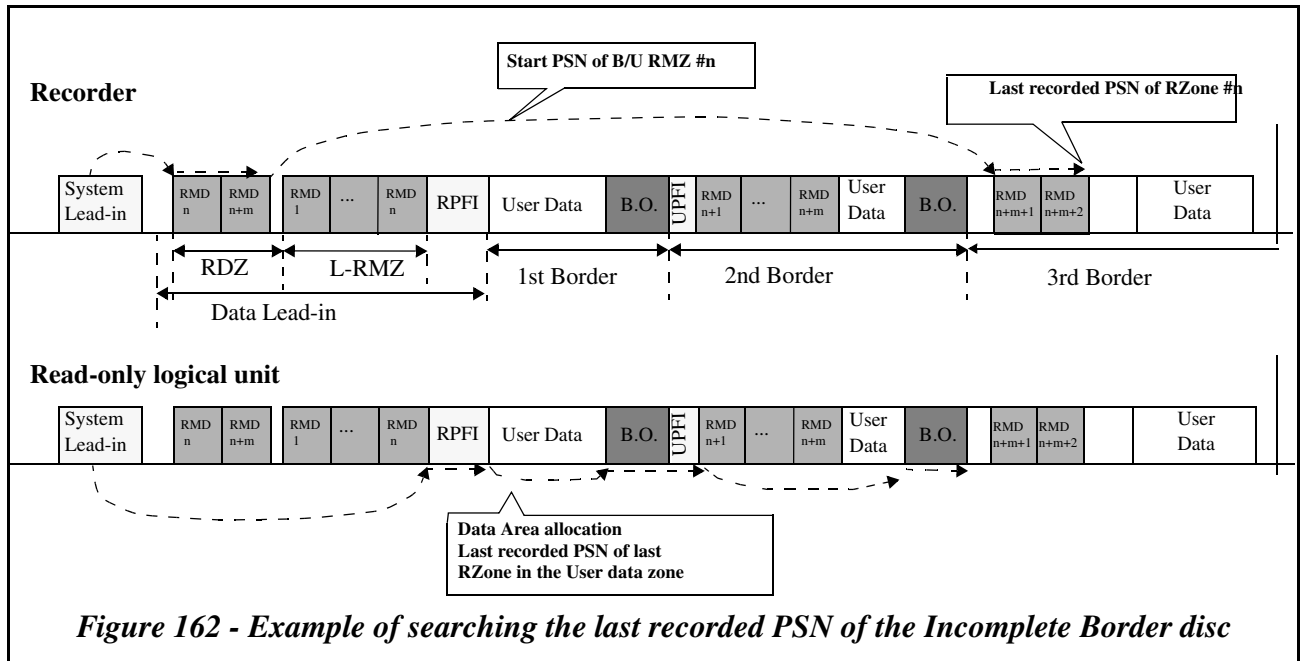 Start PSN of B/U RMZ #n
Last recorded PSN of RZone #n
Recorder
System
Lead-in
RMD
n
RMD
n+m
RMD
1
...
RMD
n
RPFI
User Data
B.O.
UPFI
RMD
n+1
...
RMD
n+m
User
Data
B.O.
RMD
n+m+1
RMD
n+m+2
User
Data
RDZ
L-RMZ
1st Border
2nd Border
3rd Border
Data Lead-in
Read-only logical unit
System
Lead-in
RMD
n
RMD
n+m
RMD
1
...
RMD
n
RPFI
User Data
B.O.
UPFI
RMD
n+1
...
RMD
n+m
User
Data
B.O.
RMD
n+m+1
RMD
n+m+2
User
Data
Data Area allocation
Last recorded PSN of last
RZone in the User data zone
Figure 162 - Example of searching the last recorded PSN of the Incomplete Border disc